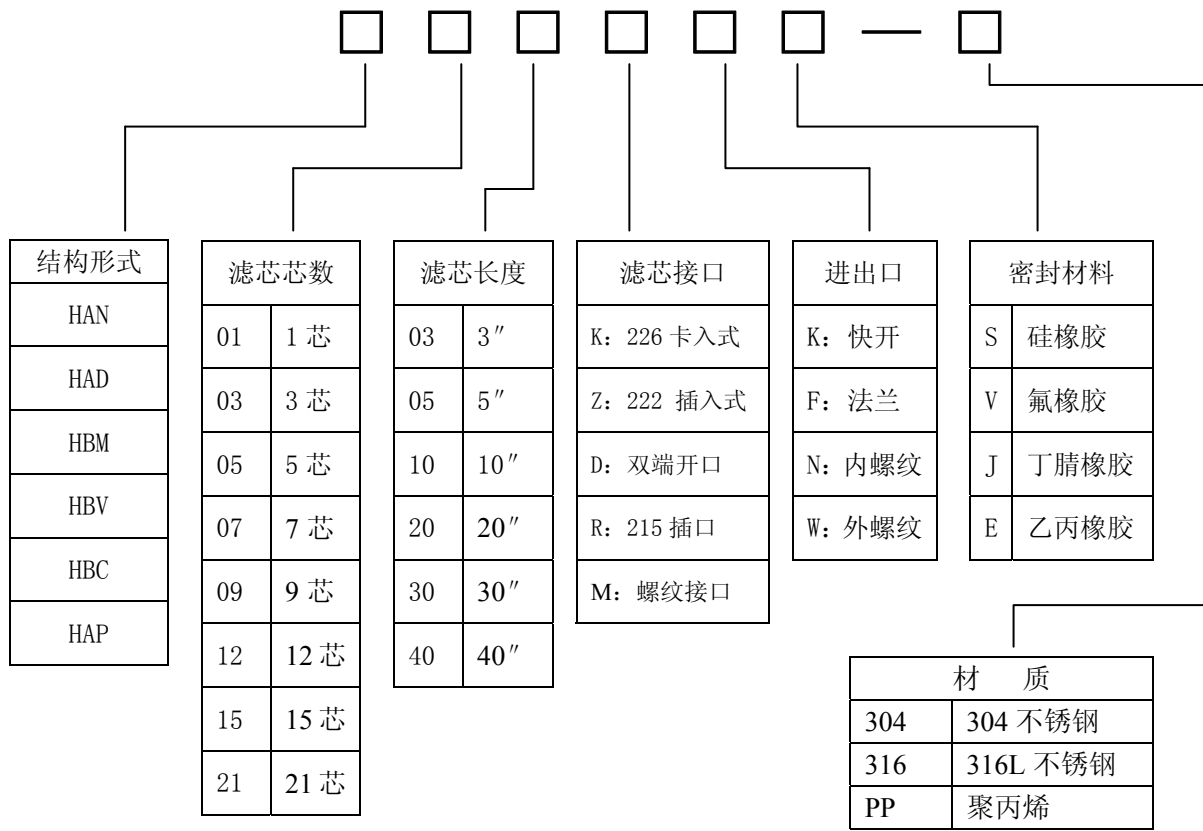 结构形式
HAN
HAD
HBM
HBV
HBC
HAP
滤芯芯数
01 1芯
03 3芯
05 5芯
07 7芯
09 9芯
12 12芯
15 15芯
21 21芯
滤芯长度
03 3″
05 5″
10 10″
20 20″
30 30″
40 40″
滤芯接口
K：226卡入式
Z：222 插入式
D：双端开口
R：215插口
M：螺纹接口
进出口
K：快开
F：法兰
N：内螺纹
W：外螺纹
密封材料
S 硅橡胶
V 氟橡胶
J 丁腈橡胶
E 乙丙橡胶
材 质
304 304不锈钢
316 316L不锈钢
PP 聚丙烯